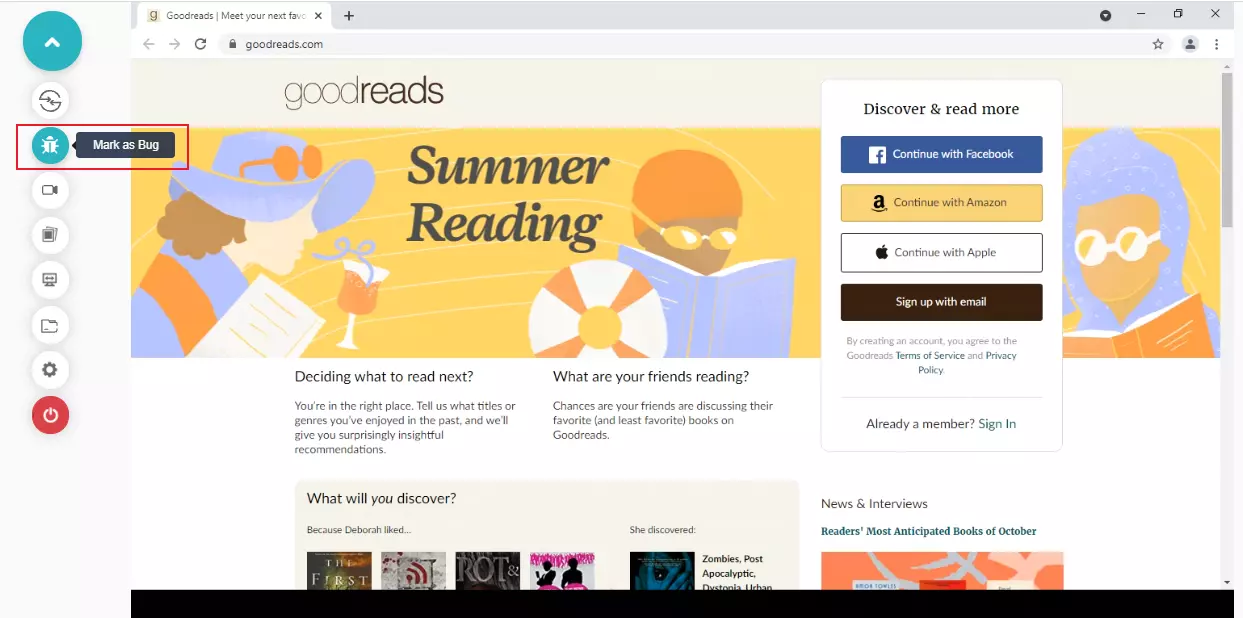 Goodreads | Meet your next favo
goodreads.com
Mark as Bug
goodreads
Summer
Reading
Discover & read more
Continue with Facebook
Continue with Amazon
Continue with Apple
Sign up with email
By creating an account, you agree to the
Goodreads Terms of Service and Privacy
Policy.
Already a member? Sign In
Deciding what to read next?
You're in the right place. Tell us what titles or
genres you've enjoyed in the past, and we'll
give you surprisingly insightful
recommendations.
What are your friends reading?
Chances are your friends are discussing their
favorite (and least favorite) books on
Goodreads.
What will you discover?
Because Deborah liked...
She discovered:
THE
FIRST
ROT &
Zombies, Post
Apocalyptic,
Dystopia, Urban
News & Interviews
Readers' Most Anticipated Books of October
AMOR TOWLES